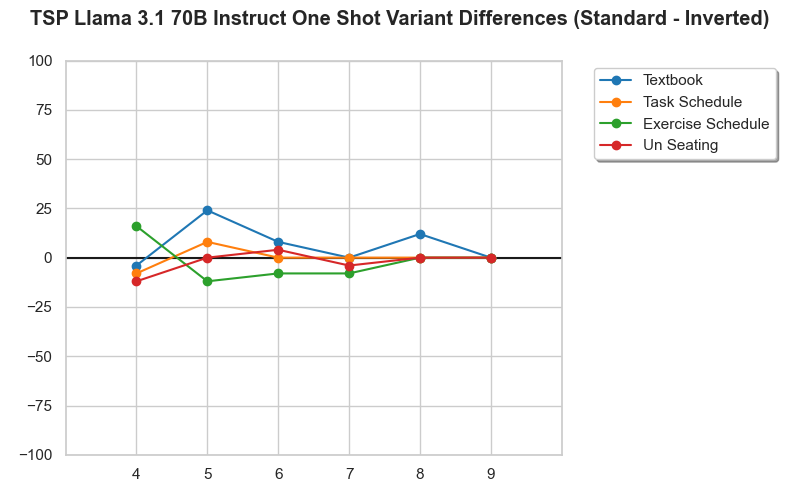 TSP Llama 3.1 70B Instruct One Shot Variant Differences (Standard - Inverted)
100
75
50
25
0
−25
−50
−75
−100
4 5 6 7 8 9
Textbook
Task Schedule
Exercise Schedule
Un Seating